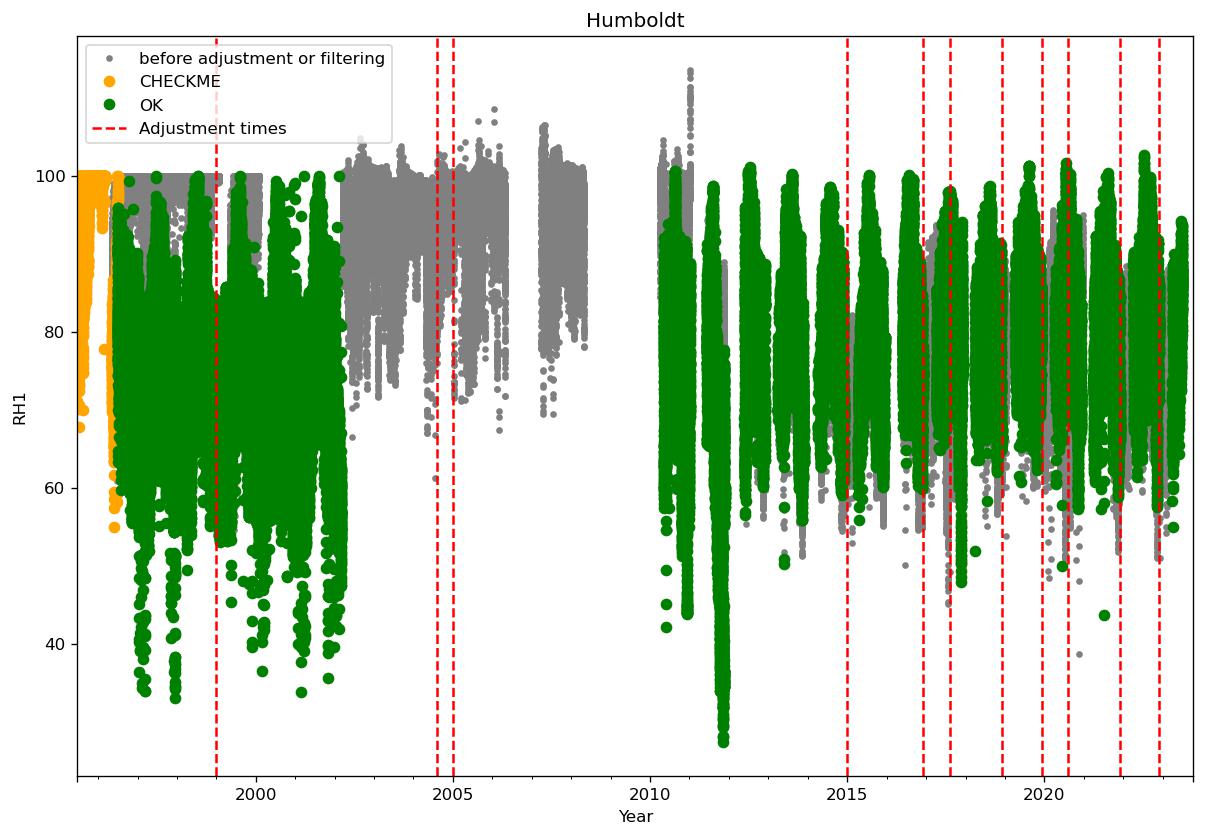 Humboldt
before adjustment or filtering
CHECKME
OK
Adjustment times
100
80
60
40
RH1
2000
2005
2010
2015
2020
Year